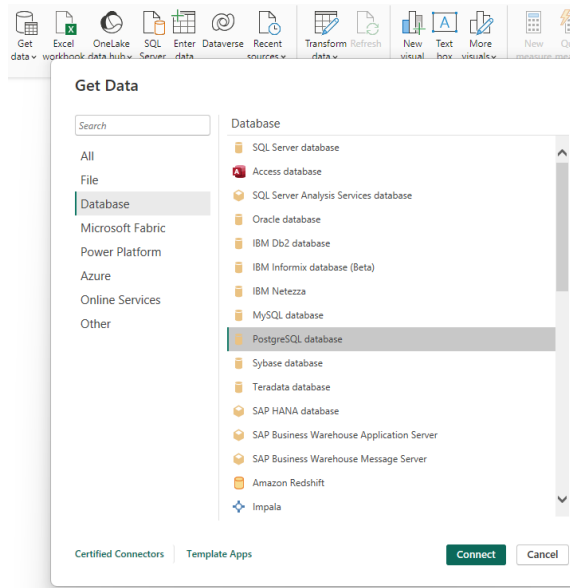 Get Excel OneLake SQL Enter Dataverse Recent Transform Refresh New Text More New
data workbook data hub Server data sources data visual box visuals measure
Get Data
Search
All
File
Database
Microsoft Fabric
Power Platform
Azure
Online Services
Other
Database
SQL Server database
Access database
SQL Server Analysis Services database
Oracle database
IBM Db2 database
IBM Informix database (Beta)
IBM Netezza
MySQL database
PostgreSQL database
Sybase database
Teradata database
SAP HANA database
SAP Business Warehouse Application Server
SAP Business Warehouse Message Server
Amazon Redshift
Impala
Certified Connectors Template Apps Connect Cancel